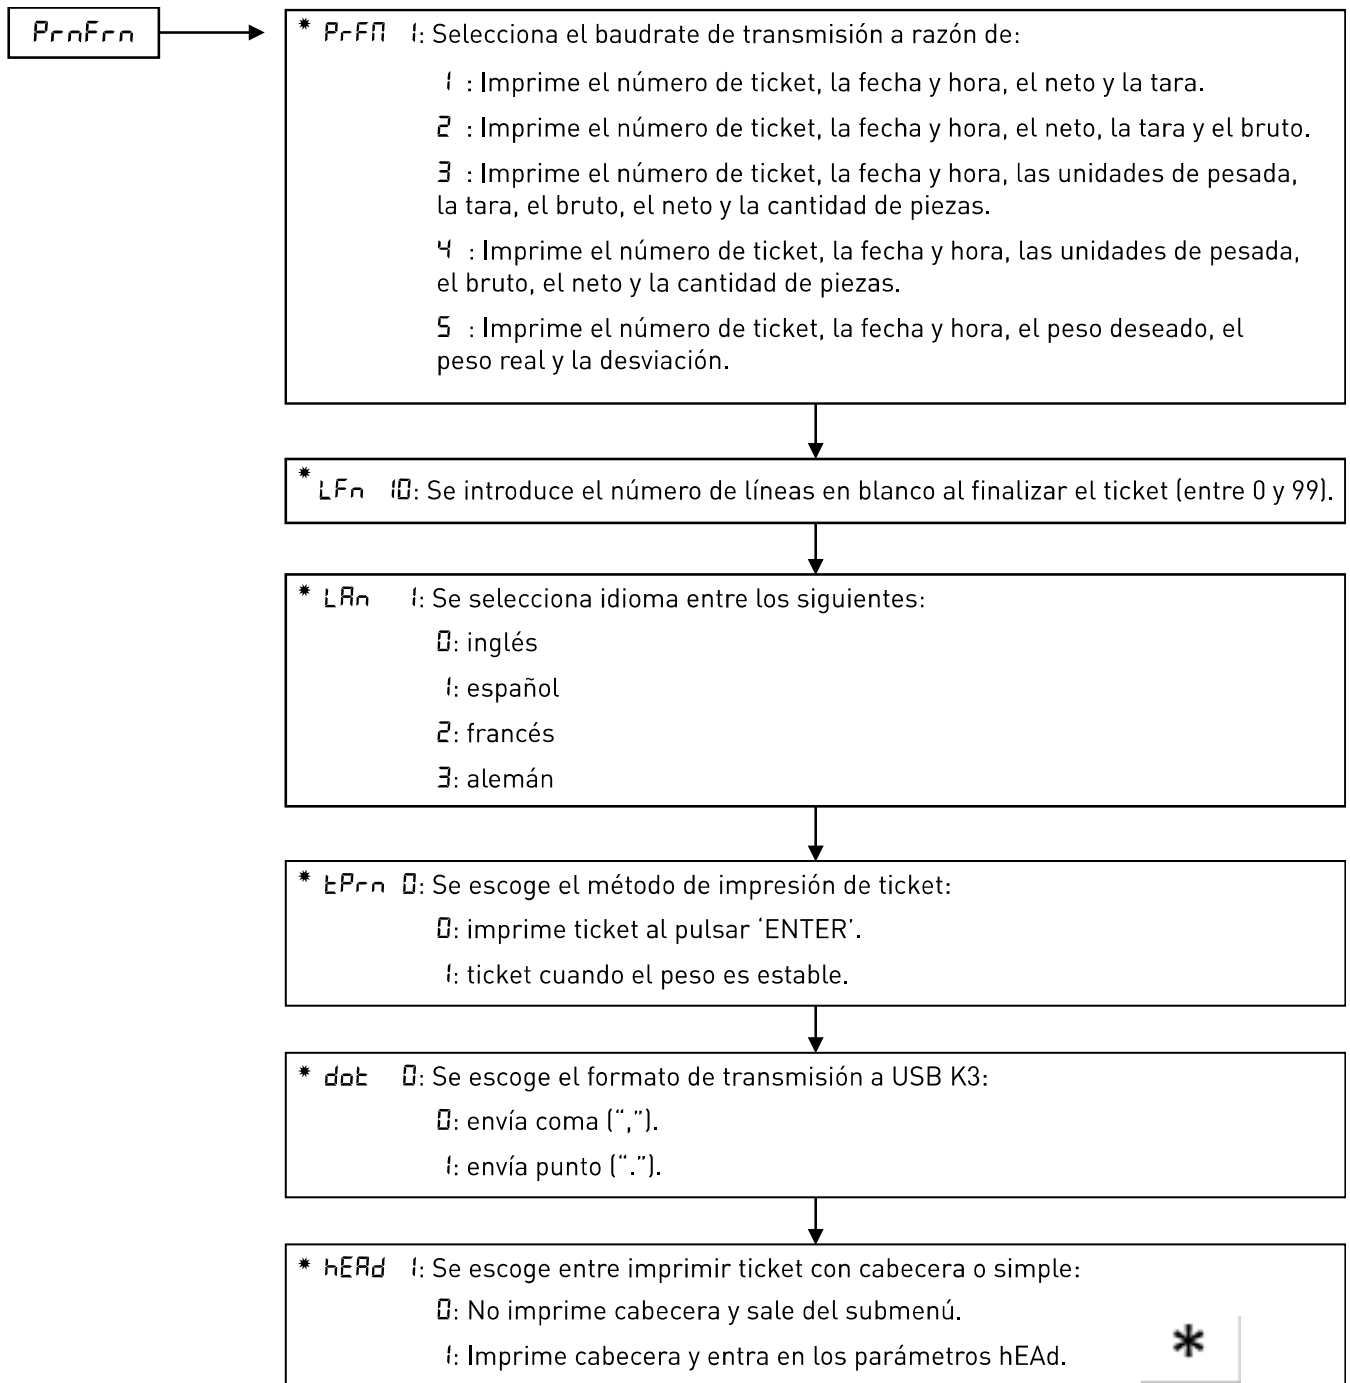 PrnFrn
* PrFM 1: Selecciona el baudrate de transmisión a razón de:
1 : Imprime el número de ticket, la fecha y hora, el neto y la tara.
2 : Imprime el número de ticket, la fecha y hora, el neto, la tara y el bruto.
3 : Imprime el número de ticket, la fecha y hora, las unidades de pesada,
la tara, el bruto, el neto y la cantidad de piezas.
4 : Imprime el número de ticket, la fecha y hora, las unidades de pesada,
el bruto, el neto y la cantidad de piezas.
5 : Imprime el número de ticket, la fecha y hora, el peso deseado, el
peso real y la desviación.
* LFn 10: Se introduce el número de líneas en blanco al finalizar el ticket (entre 0 y 99).
* LAn 1: Se selecciona idioma entre los siguientes:
0: inglés
1: español
2: francés
3: alemán
* tPrn 0: Se escoge el método de impresión de ticket:
0: imprime ticket al pulsar ‘ENTER’.
1: ticket cuando el peso es estable.
* dot 0: Se escoge el formato de transmisión a USB K3:
0: envía coma (“,”).
1: envía punto (“.”).
* hEAd 1: Se escoge entre imprimir ticket con cabecera o simple:
0: No imprime cabecera y sale del submenú.
1: Imprime cabecera y entra en los parámetros hEAd.
*